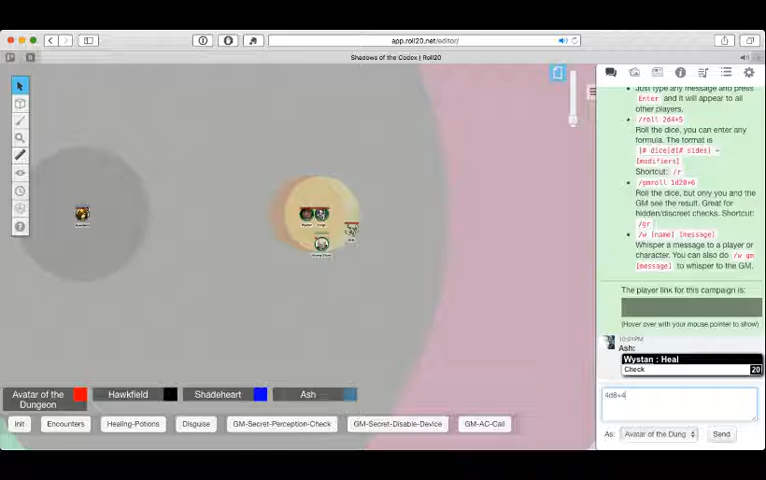 app.roll20.net/editor/
Shadows of the Codex | Roll20
Just type any message and press
Enter and it will appear to all
other players.
/roll 2d4+5
Roll the dice, you can enter any
formula. The format is
[# dice]d[# sides] +
[modifiers]
Shortcut: /r
/gmroll 1d20+6
Roll the dice, but only you and the
GM see the result. Great for
hidden/discreet checks. Shortcut:
/gr
/w [name] [message]
Whisper a message to a player or
character. You can also do /w gm
[message] to whisper to the GM.
The player link for this campaign is:
(Hover over with your mouse pointer to show)
10:01PM
Ash:
Wystan : Heal
Check 20
4d8+4
As: Avatar of the Dung Send
Avatar of the
Dungeon
Hawkfield
Shadeheart
Ash
Init
Encounters
Healing-Potions
Disguise
GM-Secret-Perception-Check
GM-Secret-Disable-Device
GM-AC-Call